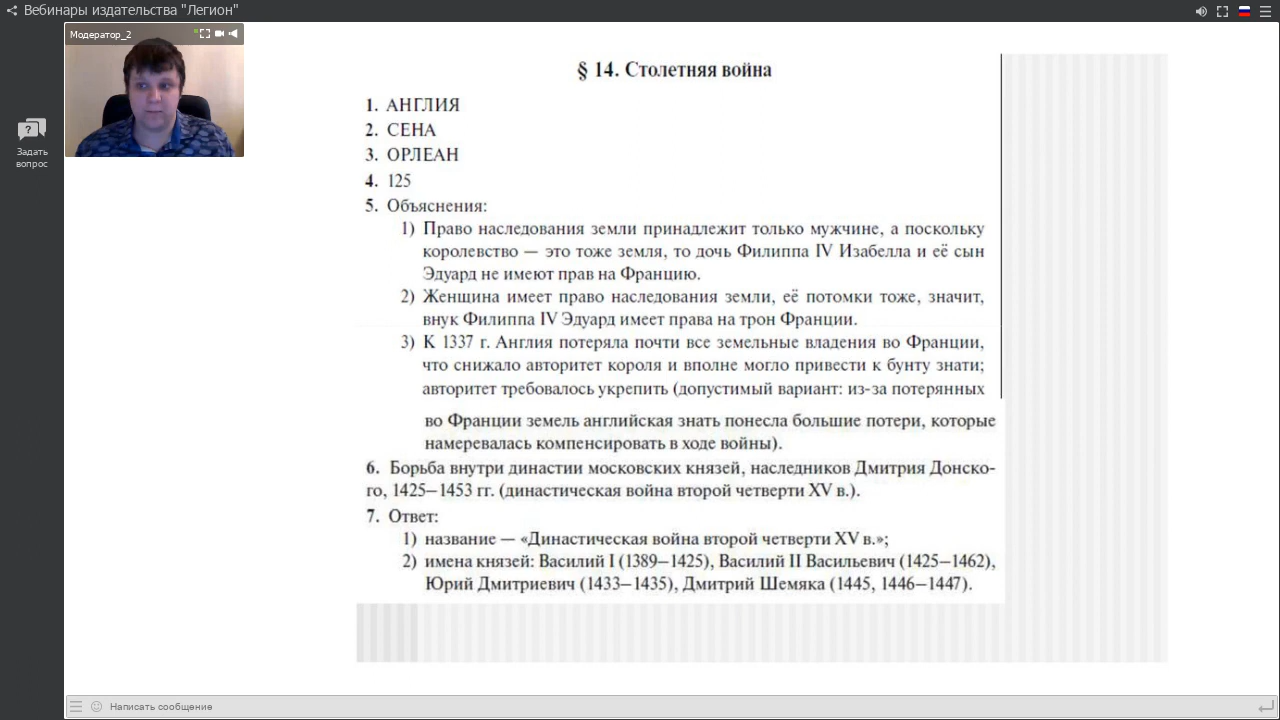 Вебинары издательства "Легион"
Модератор_2
Задать
вопрос
§ 14. Столетняя война
1. АНГЛИЯ
2. СЕНА
3. ОРЛЕАН
4. 125
5. Объяснения:
1) Право наследования земли принадлежит только мужчине, а поскольку
королевство — это тоже земля, то дочь Филиппа IV Изабелла и её сын
Эдуард не имеют прав на Францию.
2) Женщина имеет право наследования земли, её потомки тоже, значит,
внук Филиппа IV Эдуард имеет права на трон Франции.
3) К 1337 г. Англия потеряла почти все земельные владения во Франции,
что снижало авторитет короля и вполне могло привести к бунту знати;
авторитет требовалось укрепить (допустимый вариант: из-за потерянных
во Франции земель английская знать понесла большие потери, которые
намеревалась компенсировать в ходе войны).
6. Борьба внутри династии московских князей, наследников Дмитрия Донско-
го, 1425—1453 гг. (династическая война второй четверти XV в.).
7. Ответ:
1) название — «Династическая война второй четверти XV в.»;
2) имена князей: Василий I (1389—1425), Василий II Васильевич (1425—1462),
Юрий Дмитриевич (1433—1435), Дмитрий Шемяка (1445, 1446—1447).
Написать сообщение